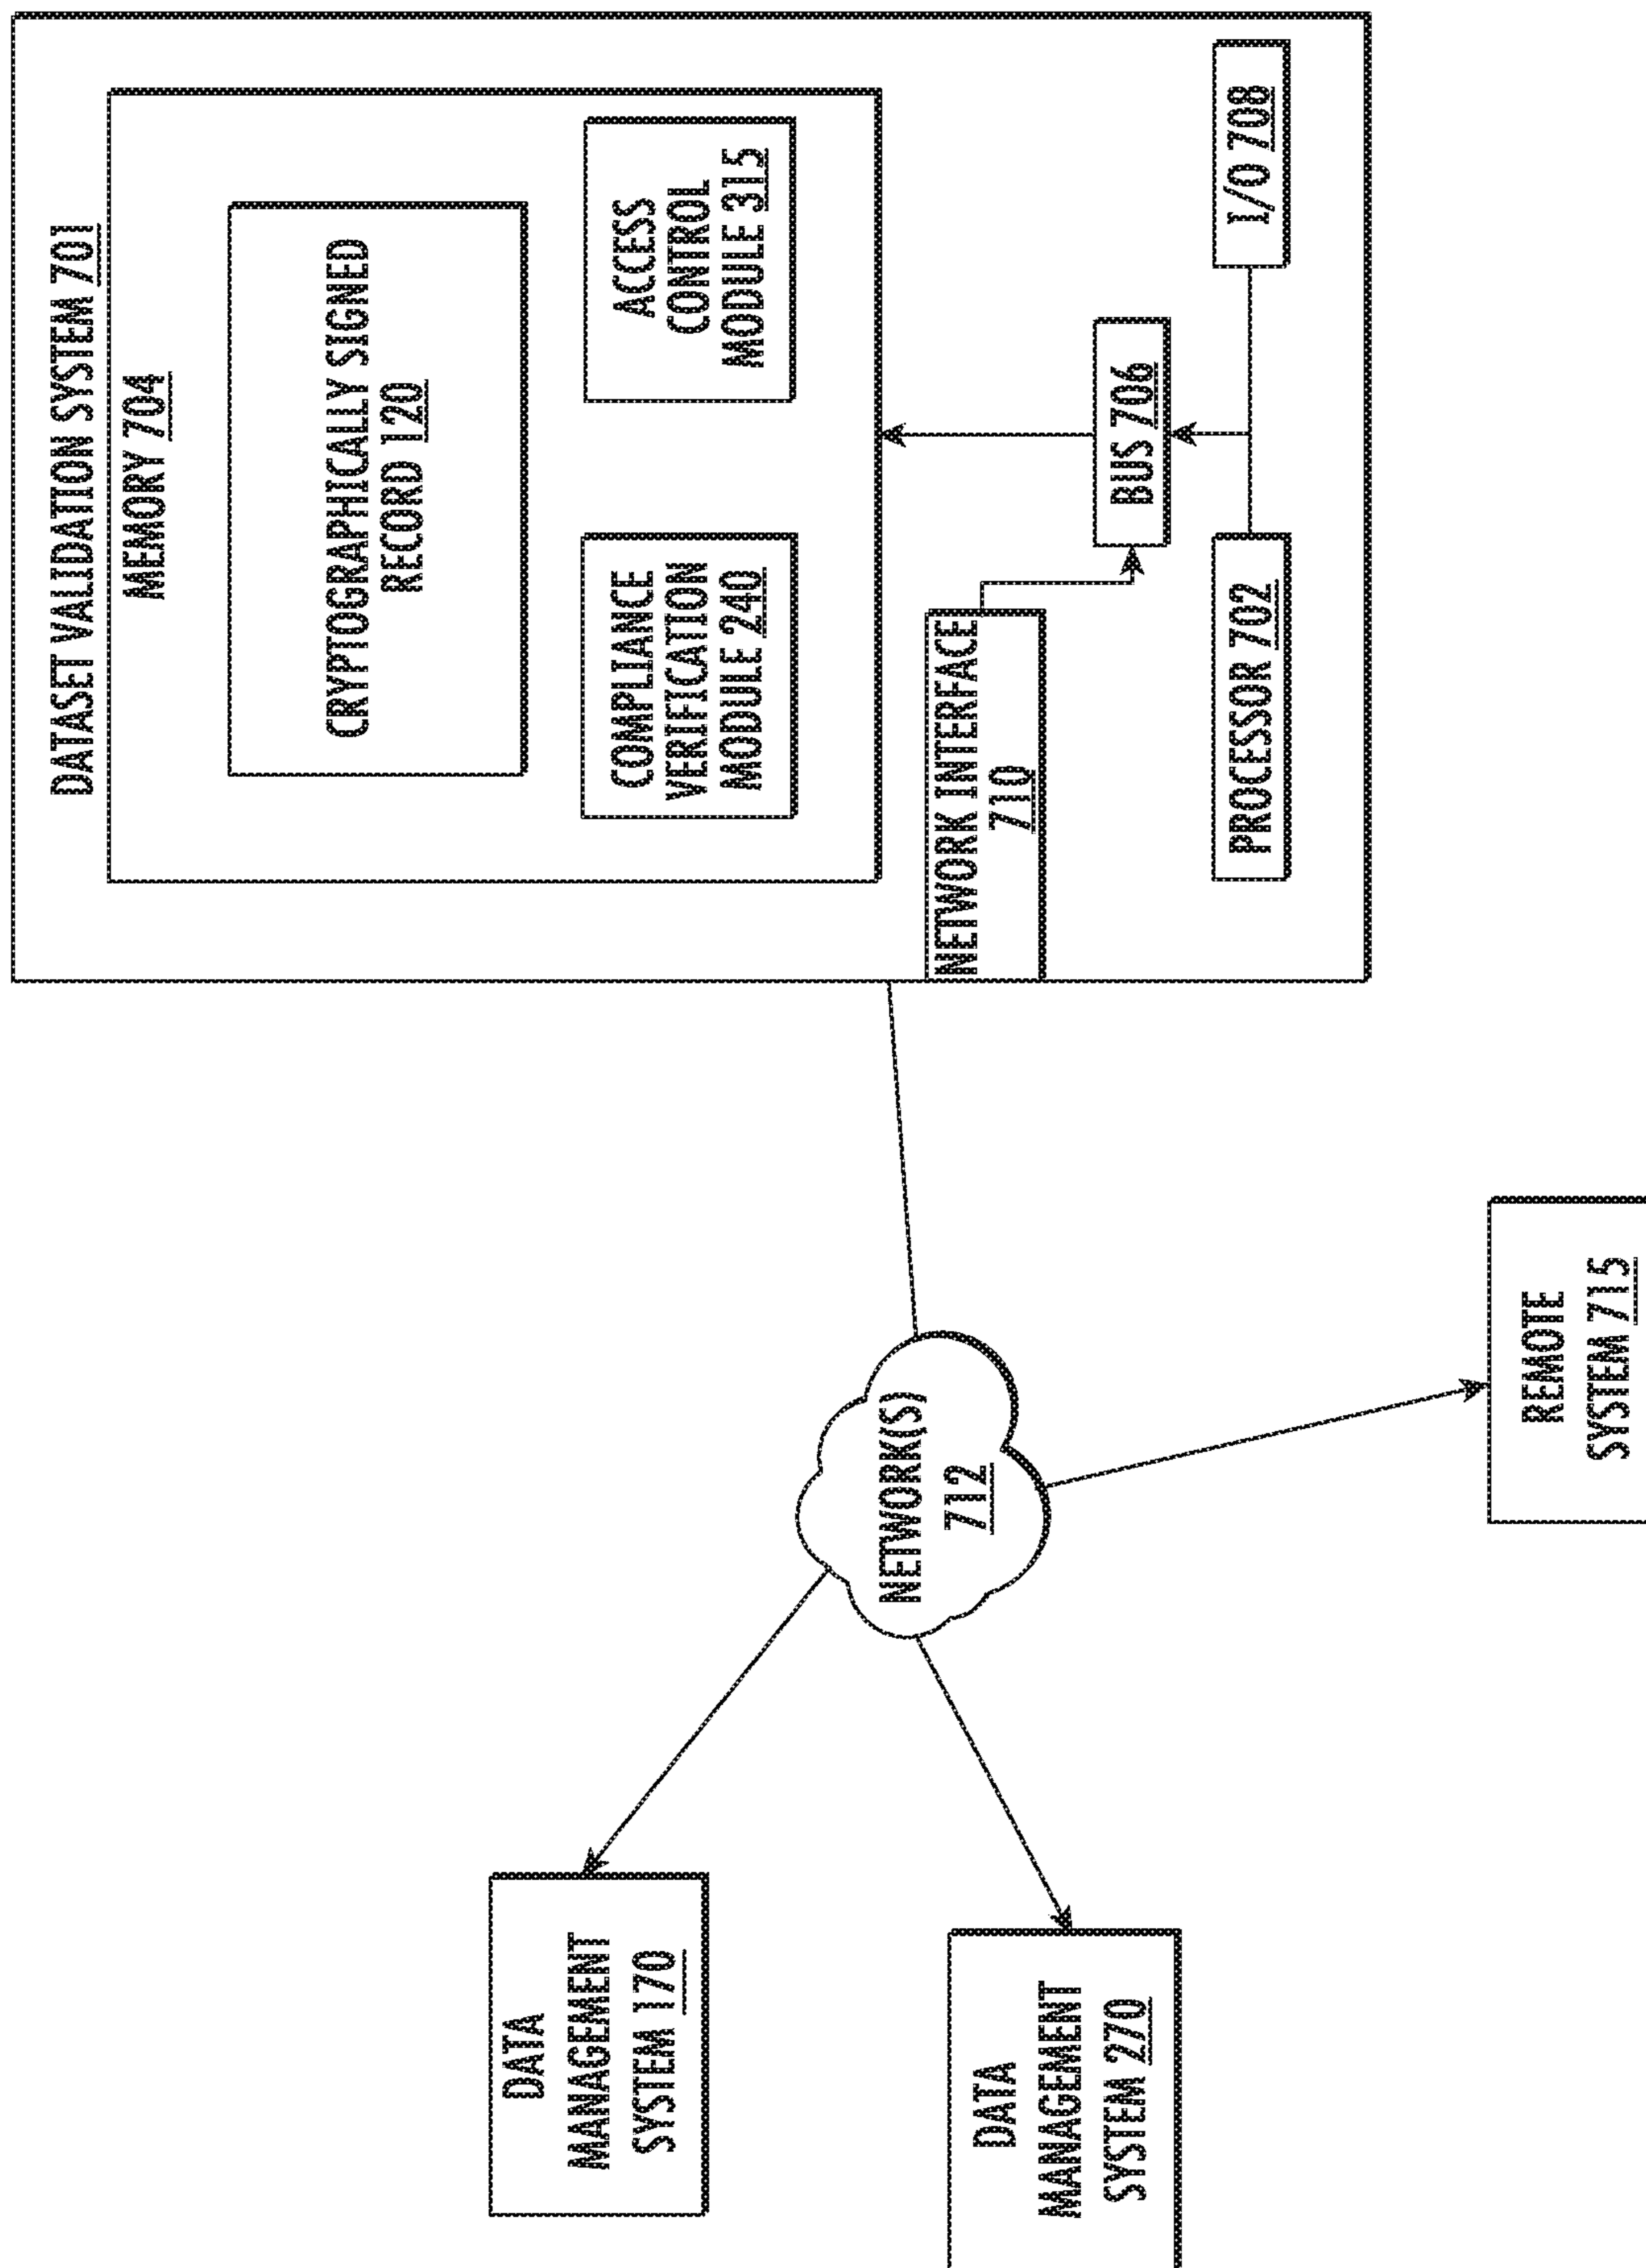 DATASET VALIDATION SYSTEM 701
MEMORY 704
CRYPTOGRAPHICALLY SIGNED
RECORD 120
COMPLIANCE
VERIFICATION
MODULE 240
ACCESS
CONTROL
MODULE 315
NETWORK INTERFACE
710
BUS 706
PROCESSOR 702
I/O 708
NETWORK(S)
712
DATA
MANAGEMENT
SYSTEM 170
DATA
MANAGEMENT
SYSTEM 270
REMOTE
SYSTEM 715